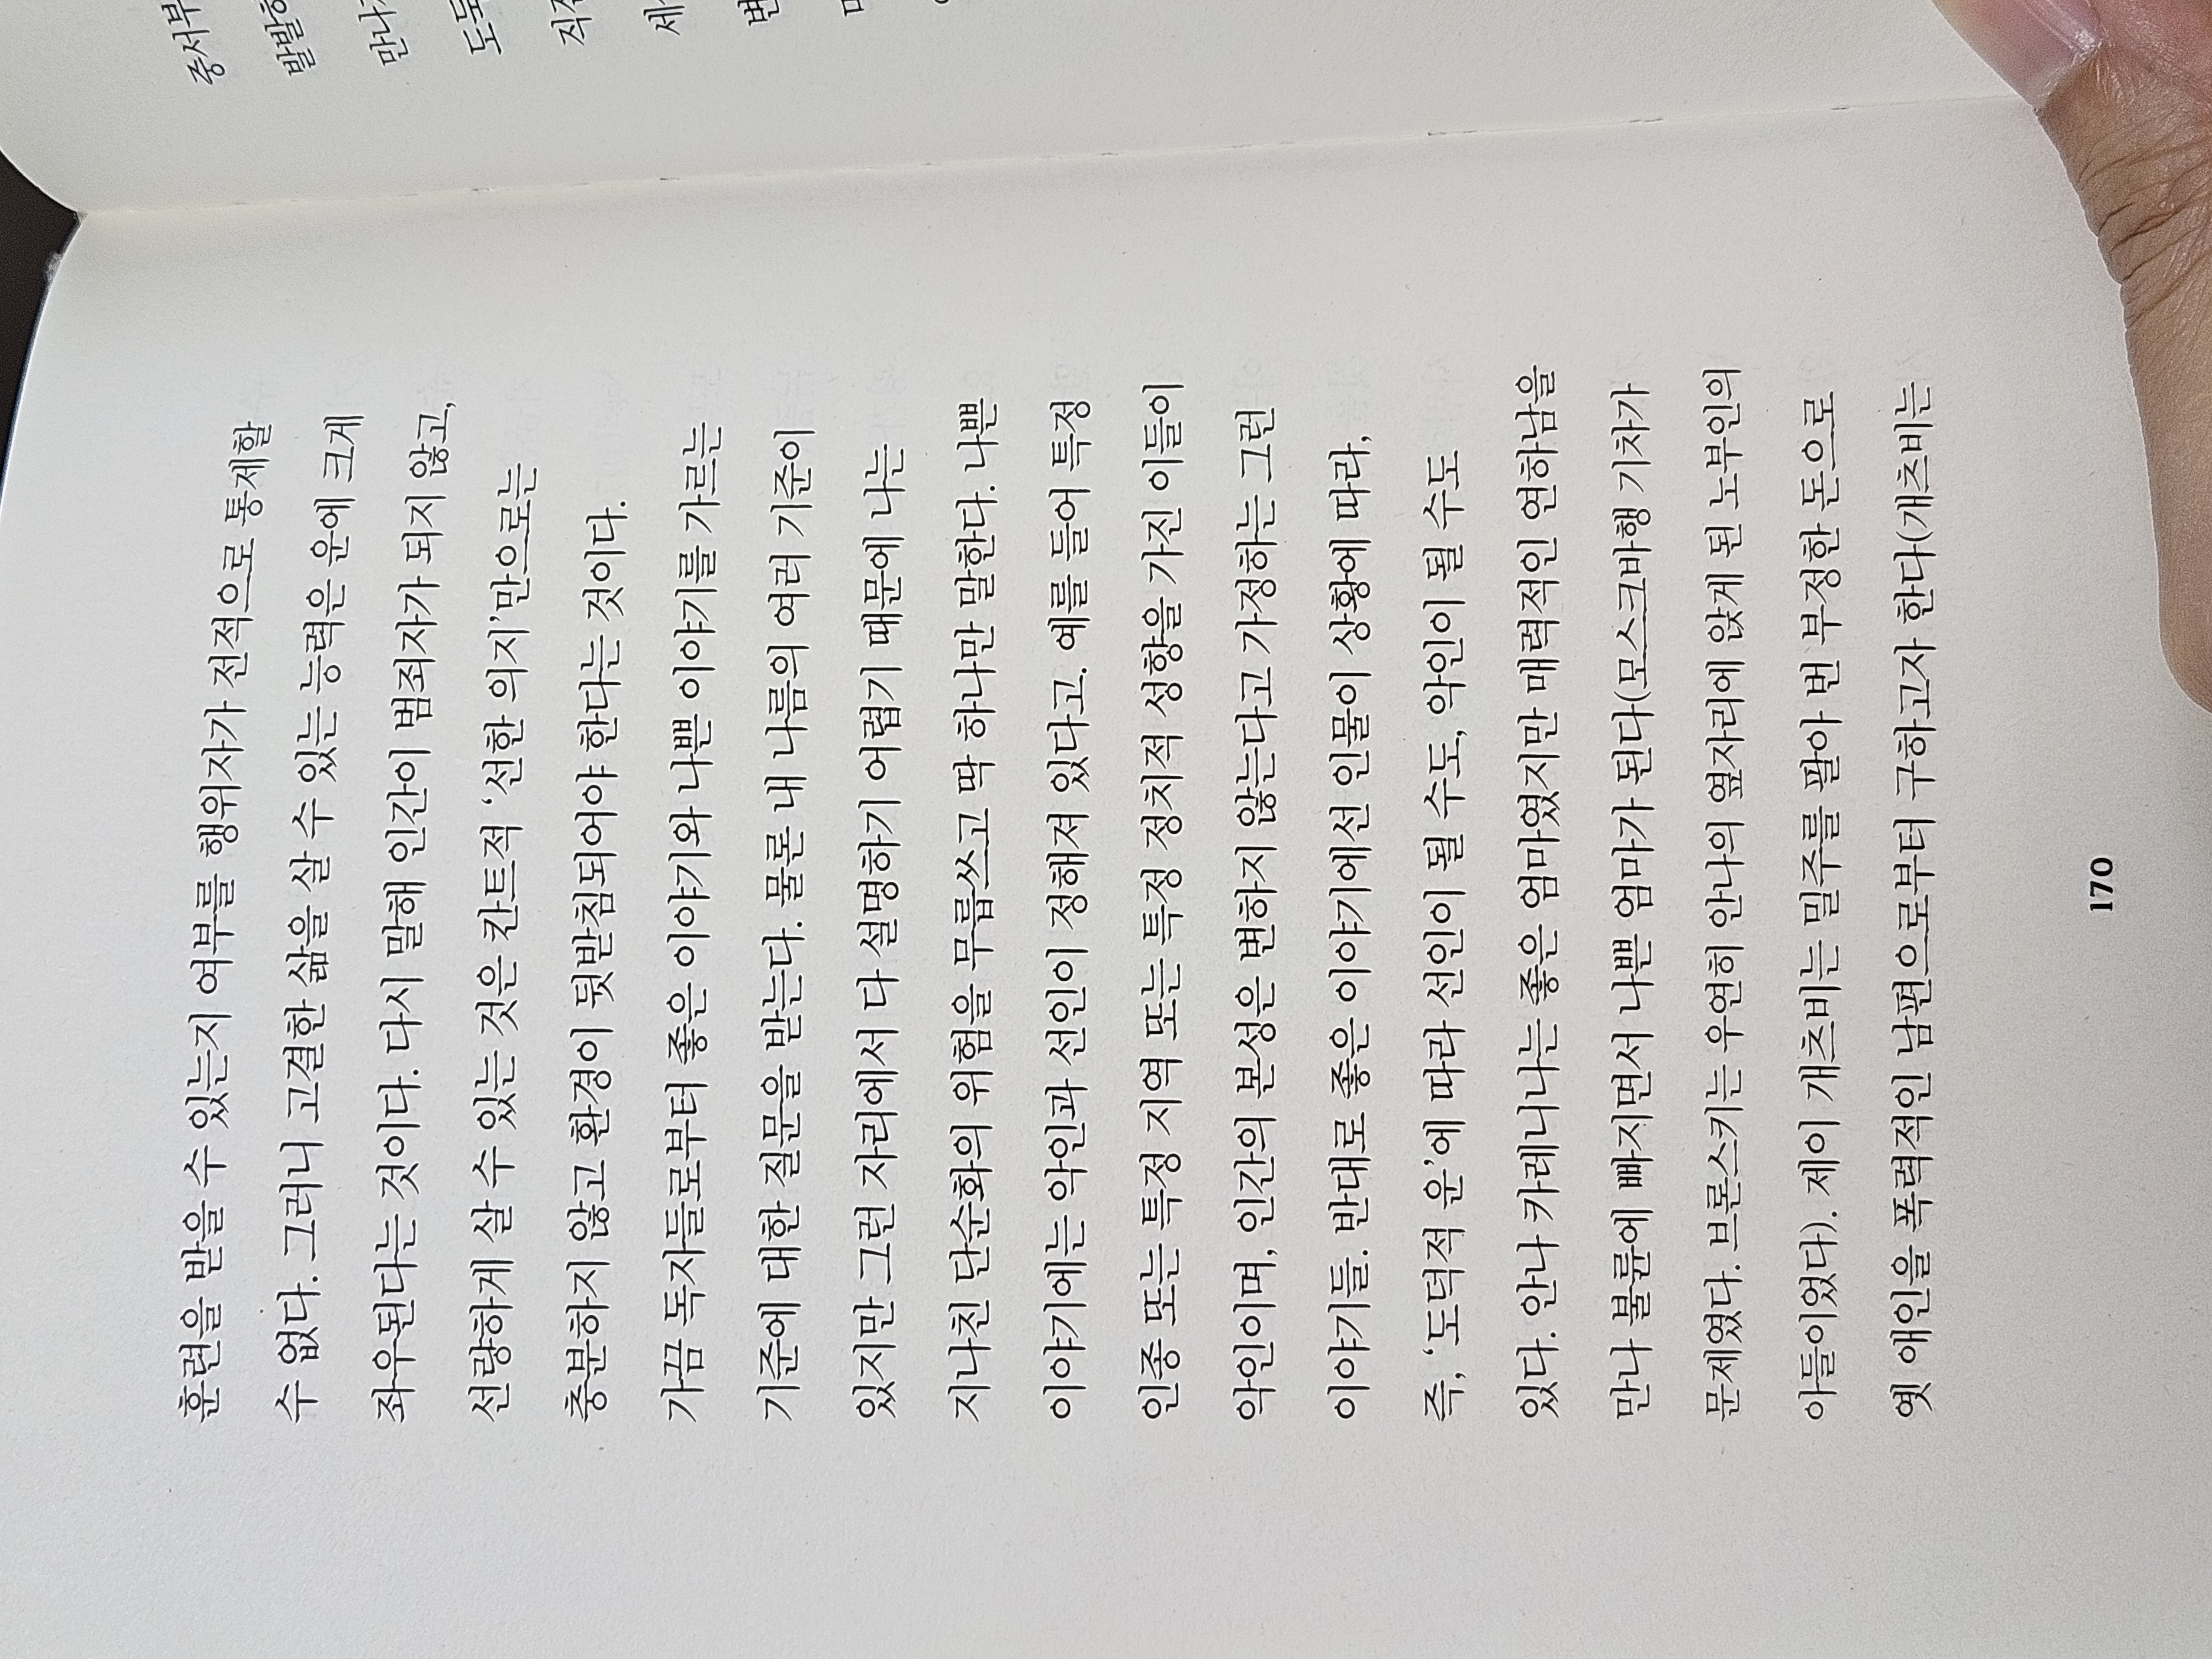 훈련을 받을 수 있는지 여부를 행위자가 전적으로 통제할
수 없다. 그러니 고결한 삶을 살 수 있는 능력은 운에 크게
좌우된다는 것이다. 다시 말해 인간이 범죄자가 되지 않고,
선량하게 살 수 있는 것은 칸트적 ‘선한 의지’만으로는
충분하지 않고 환경이 뒷받침되어야 한다는 것이다.
가끔 독자들로부터 좋은 이야기와 나쁜 이야기를 가르는
기준에 대한 질문을 받는다. 물론 내 나름의 여러 기준이
있지만 그런 자리에서 다 설명하기 어렵기 때문에 나는
지나친 단순화의 위험을 무릅쓰고 딱 하나만 말한다. 나쁜
이야기에는 악인과 선인이 정해져 있다고. 예를 들어 특정
인종 또는 특정 지역 또는 특정 정치적 성향을 가진 이들이
악인이며, 인간의 본성은 변하지 않는다고 가정하는 그런
이야기들. 반대로 좋은 이야기에선 인물이 상황에 따라,
즉, ‘도덕적 운’에 따라 선인이 될 수도, 악인이 될 수도
있다. 안나 카레니나는 좋은 엄마였지만 매력적인 연하남을
만나 불륜에 빠지면서 나쁜 엄마가 된다(모스크바행 기차가
문제였다. 브론스키는 우연히 안나의 옆자리에 앉게 된 노부인의
아들이었다). 제이 개츠비는 밀주를 팔아 번 부정한 돈으로
옛 애인을 폭력적인 남편으로부터 구하고자 한다(개츠비는
170